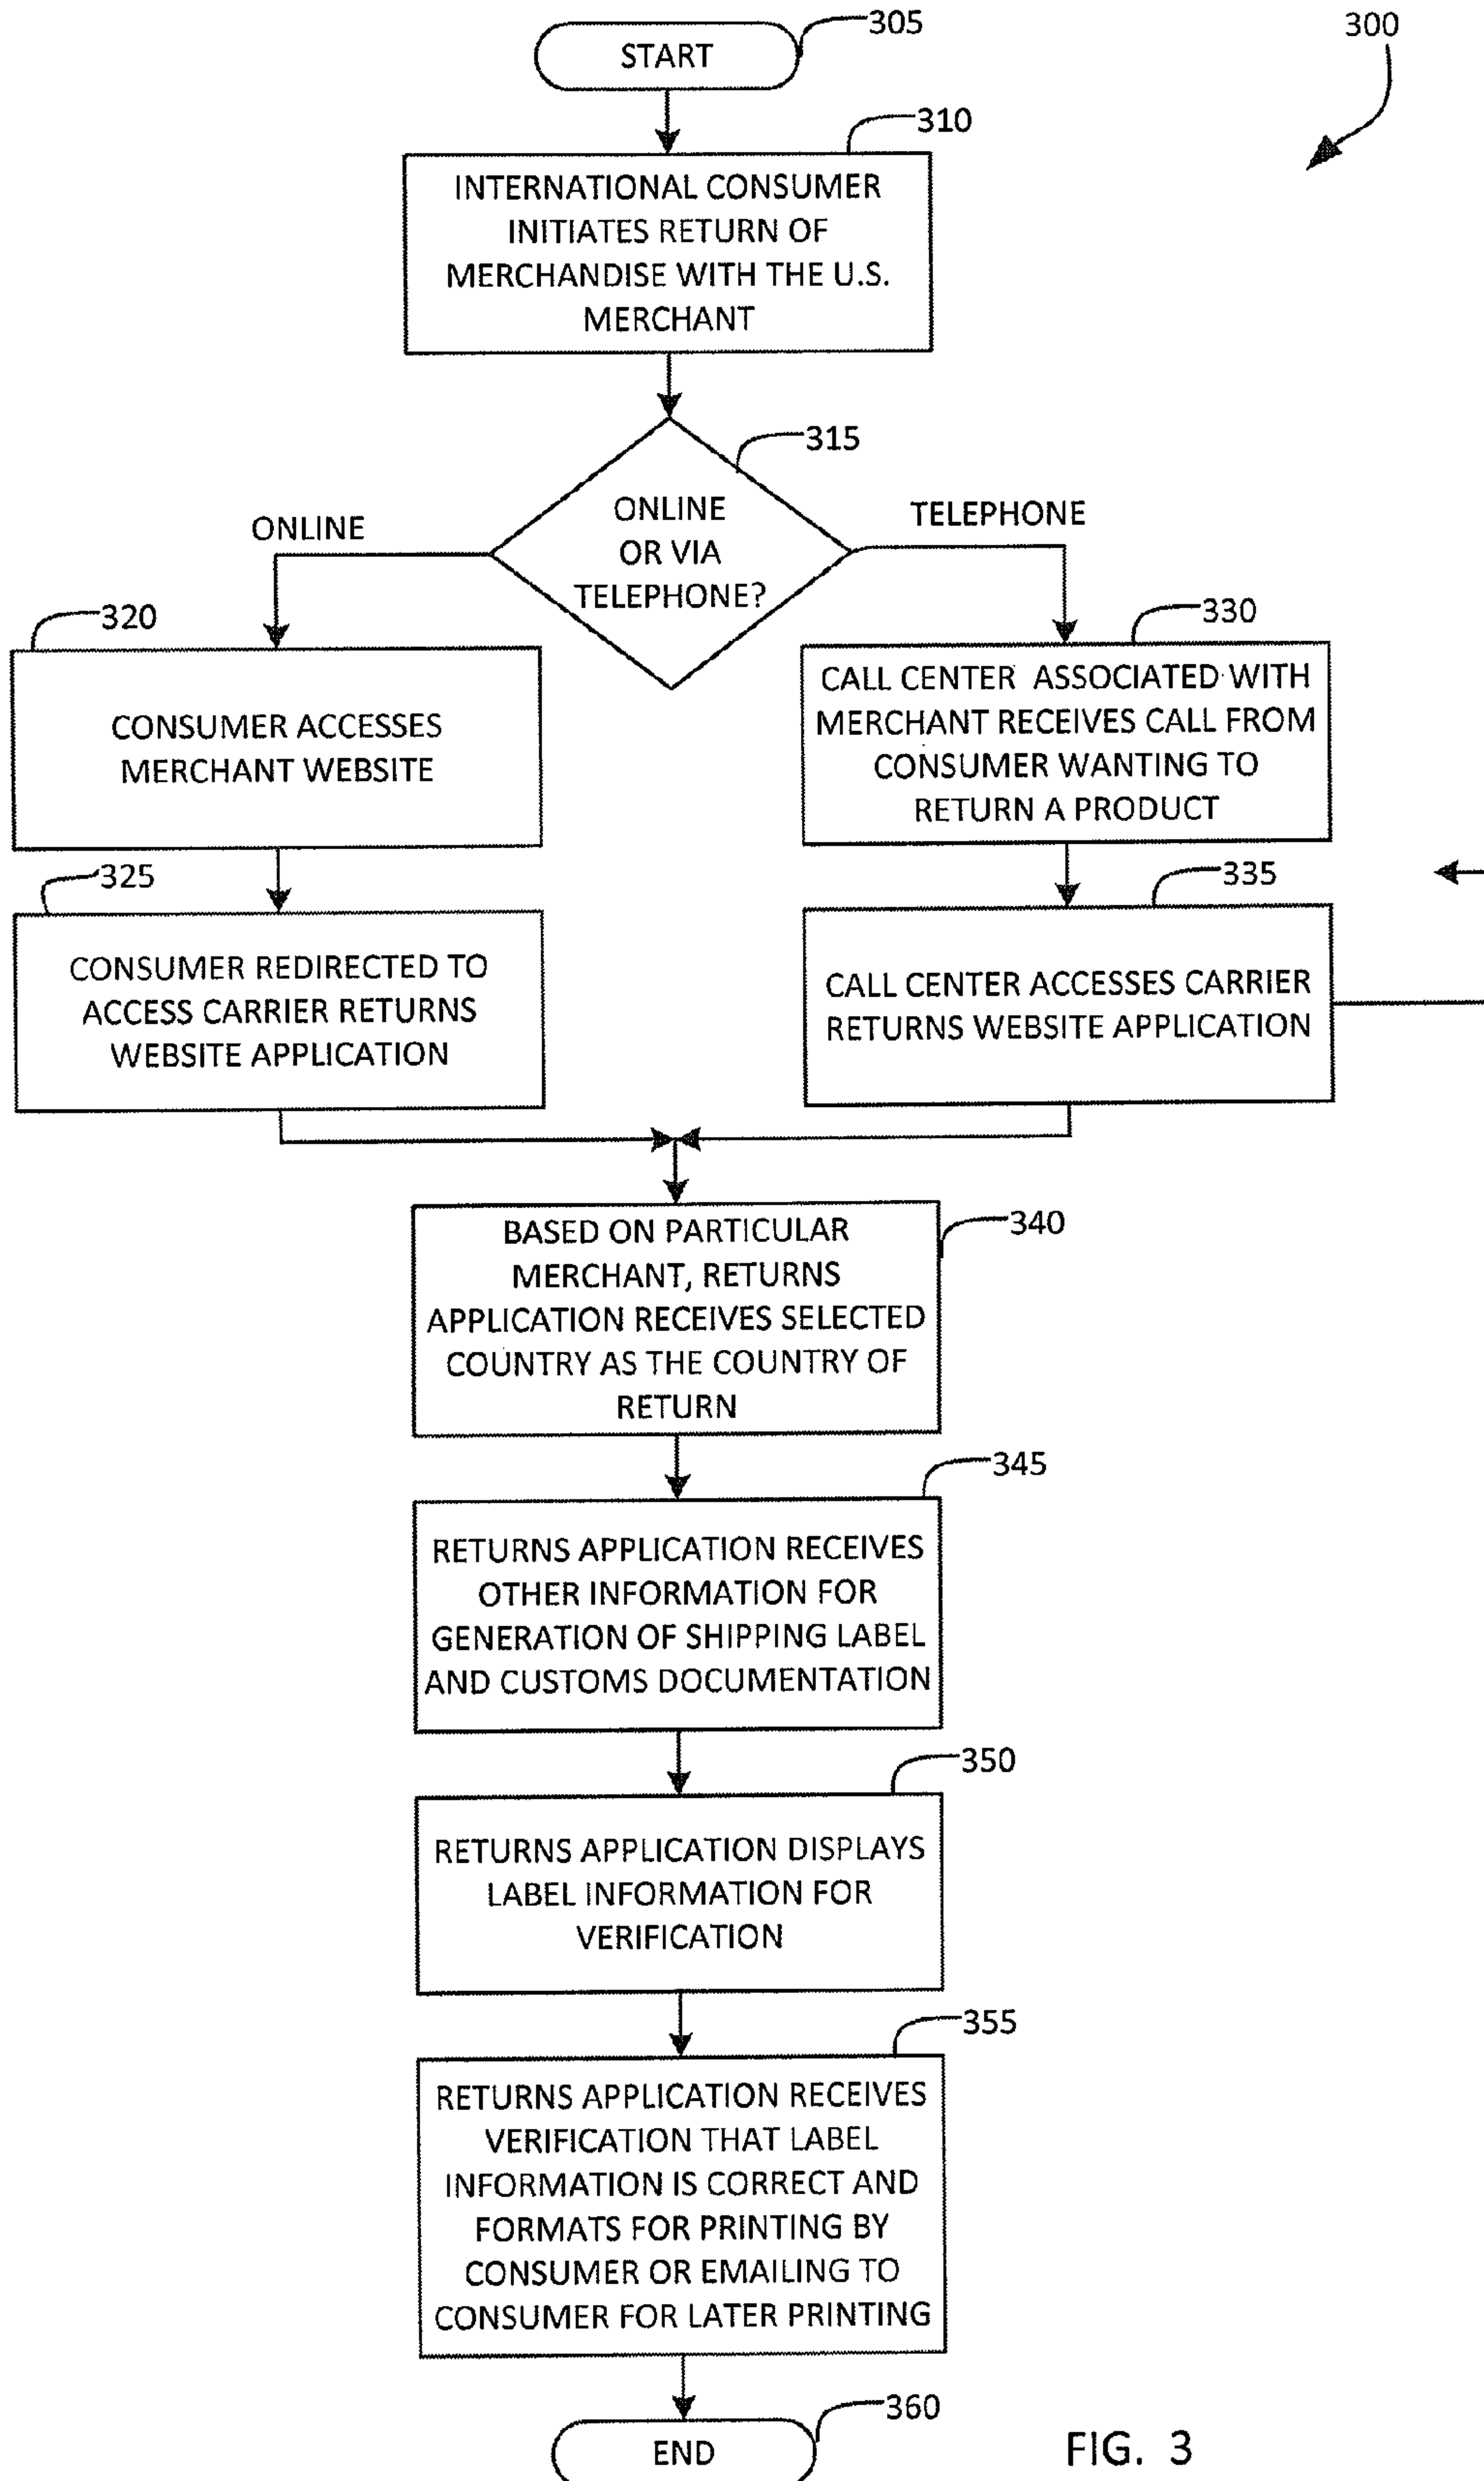 305
START
300
310
INTERNATIONAL CONSUMER
INITIATES RETURN OF
MERCHANDISE WITH THE U.S.
MERCHANT
315
ONLINE
OR VIA
TELEPHONE?
ONLINE
TELEPHONE
320
CONSUMER ACCESSES
MERCHANT WEBSITE
330
CALL CENTER ASSOCIATED WITH
MERCHANT RECEIVES CALL FROM
CONSUMER WANTING TO
RETURN A PRODUCT
325
CONSUMER REDIRECTED TO
ACCESS CARRIER RETURNS
WEBSITE APPLICATION
335
CALL CENTER ACCESSES CARRIER
RETURNS WEBSITE APPLICATION
340
BASED ON PARTICULAR
MERCHANT, RETURNS
APPLICATION RECEIVES SELECTED
COUNTRY AS THE COUNTRY OF
RETURN
345
RETURNS APPLICATION RECEIVES
OTHER INFORMATION FOR
GENERATION OF SHIPPING LABEL
AND CUSTOMS DOCUMENTATION
350
RETURNS APPLICATION DISPLAYS
LABEL INFORMATION FOR
VERIFICATION
355
RETURNS APPLICATION RECEIVES
VERIFICATION THAT LABEL
INFORMATION IS CORRECT AND
FORMATS FOR PRINTING BY
CONSUMER OR EMAILING TO
CONSUMER FOR LATER PRINTING
360
END
FIG. 3